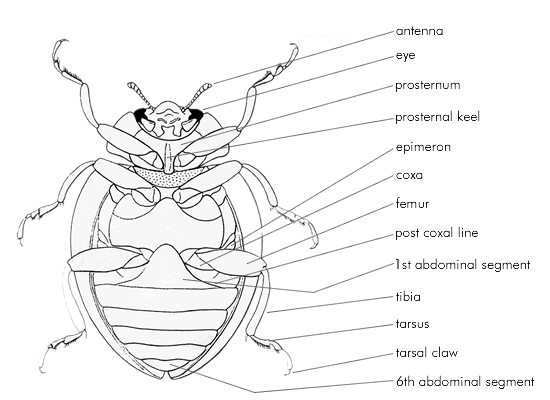 antenna
eye
prosternum
prosternal keel
epimeron
coxa
femur
post coxal line
1st abdominal segment
tibia
tarsus
tarsal claw
6th abdominal segment